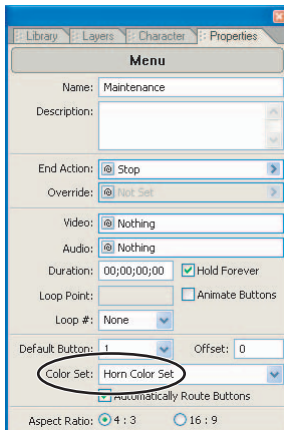 Library Layers Character Properties
Menu
Name: Maintenance
Description:
End Action: Stop
Override: Not Set
Video: Nothing
Audio: Nothing
Duration: 00;00;00;00 Hold Forever
Loop Point: Animate Buttons
Loop #: None
Default Button: 1 Offset: 0
Color Set: Horn Color Set
Automatically Route Buttons
Aspect Ratio: 4:3 16:9